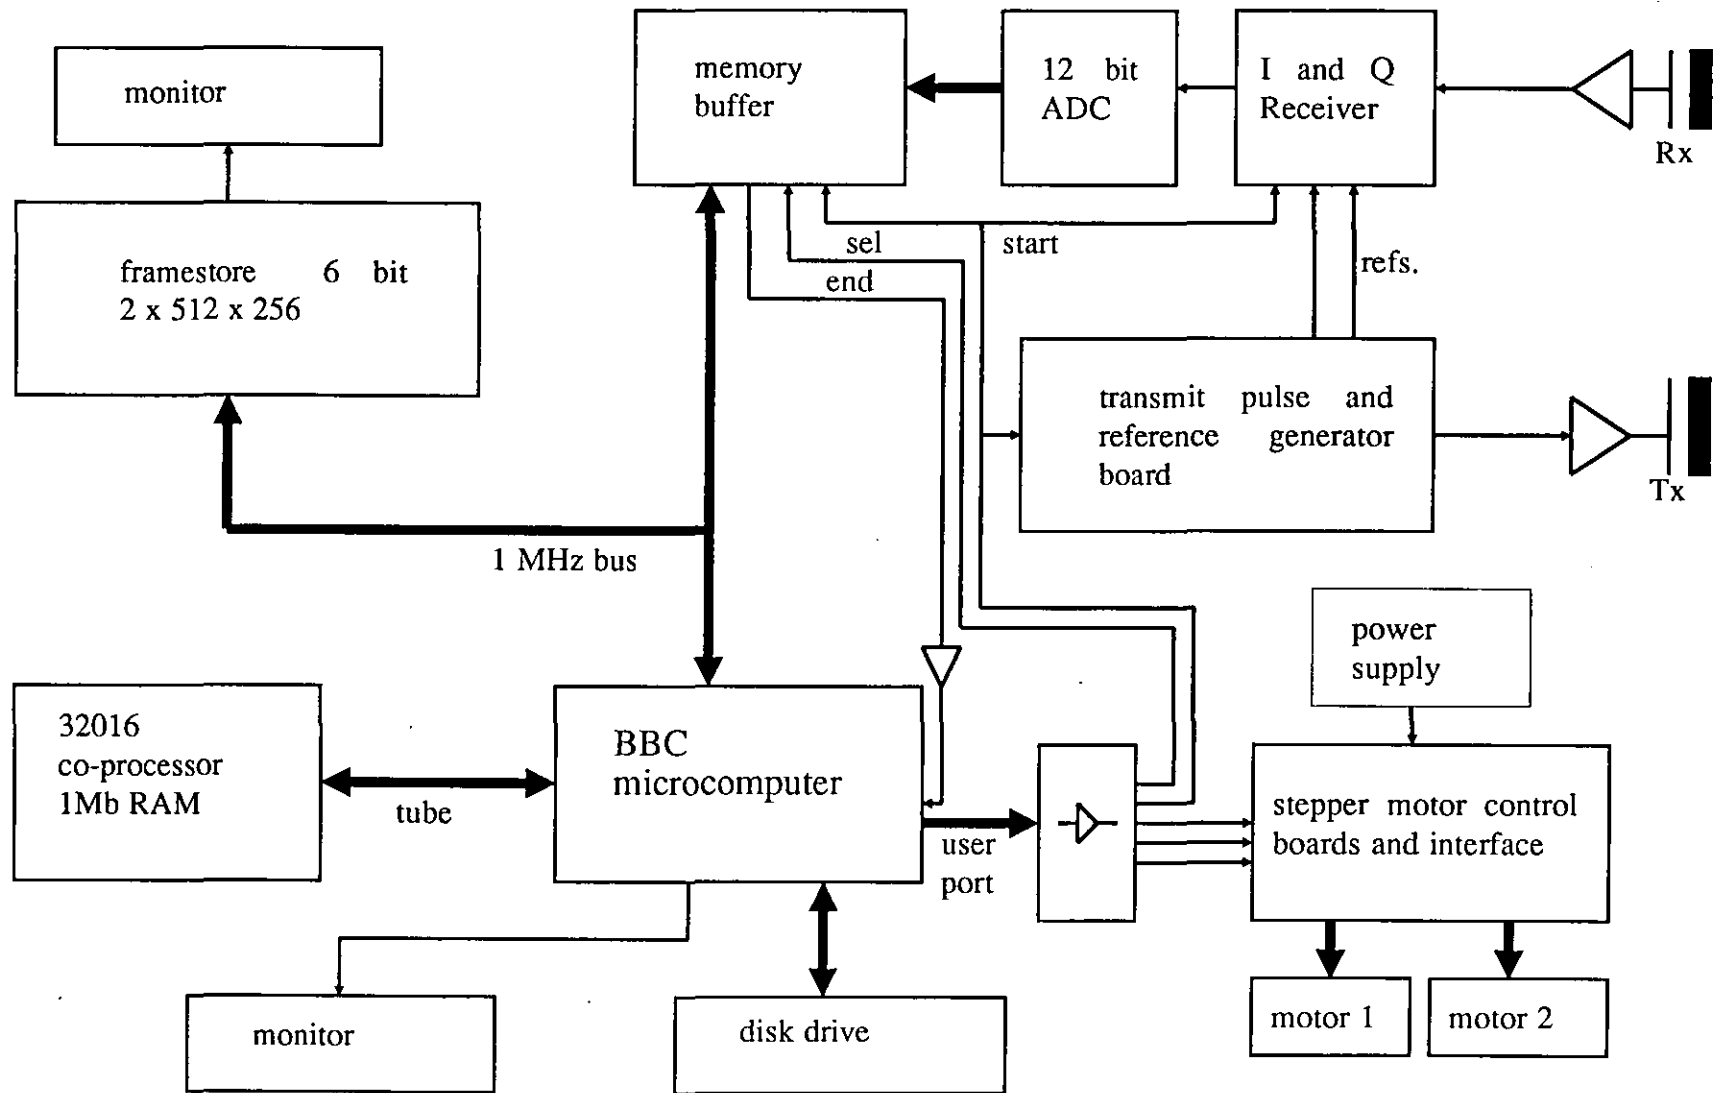 monitor
memory
buffer
12 bit
ADC
I and Q
Receiver
Rx
framestore 6 bit
2 x 512 x 256
sel
end
start
refs.
transmit pulse and
reference generator
board
Tx
1 MHz bus
power
supply
32016
co-processor
1Mb RAM
tube
BBC
microcomputer
user
port
stepper motor control
boards and interface
monitor
disk drive
motor 1
motor 2